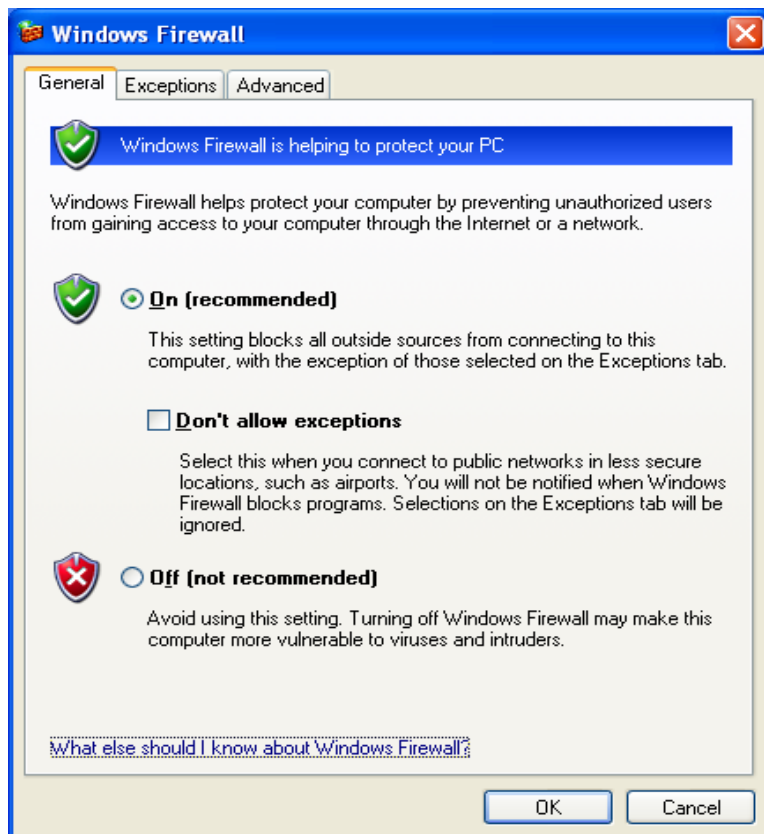 Windows Firewall
General
Exceptions
Advanced
Windows Firewall is helping to protect your PC
Windows Firewall helps protect your computer by preventing unauthorized users
from gaining access to your computer through the Internet or a network.
On (recommended)
This setting blocks all outside sources from connecting to this
computer, with the exception of those selected on the Exceptions tab.
Don't allow exceptions
Select this when you connect to public networks in less secure
locations, such as airports. You will not be notified when Windows
Firewall blocks programs. Selections on the Exceptions tab will be
ignored.
Off (not recommended)
Avoid using this setting. Turning off Windows Firewall may make this
computer more vulnerable to viruses and intruders.
What else should I know about Windows Firewall?
OK
Cancel